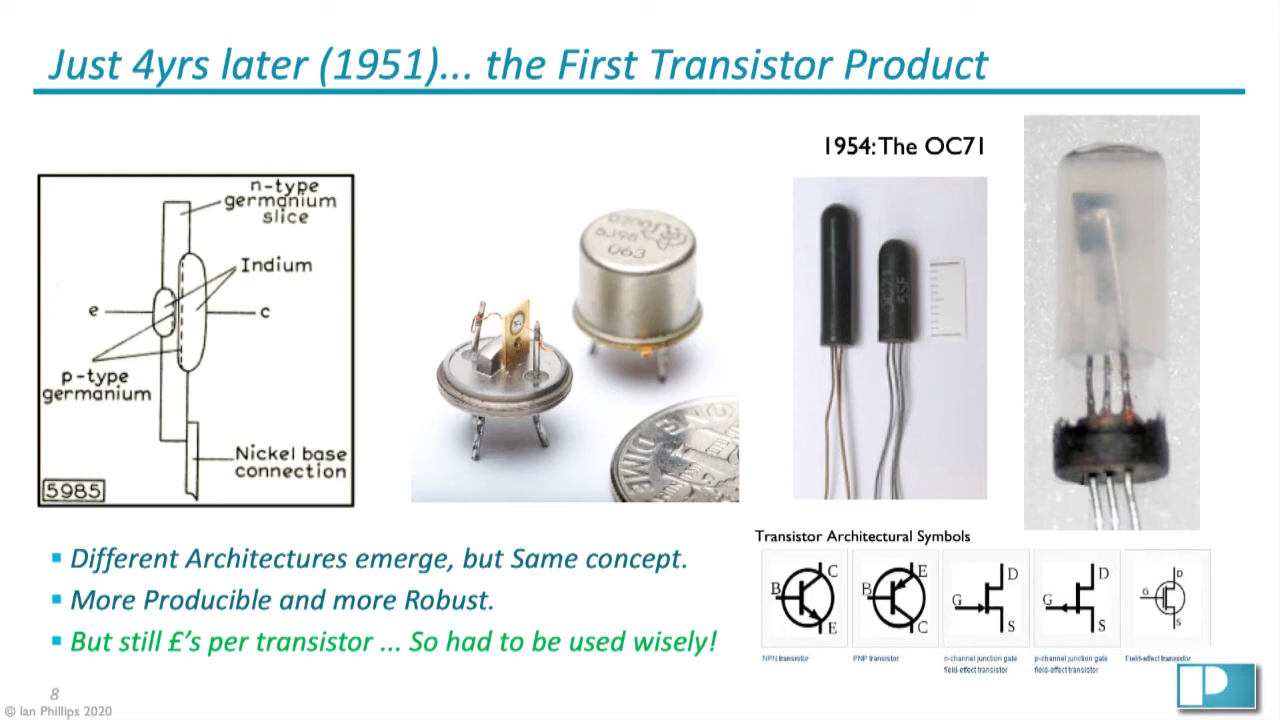 Just 4yrs later (1951)... the First Transistor Product
1954: The OC71
n-type
germanium
slice
Indium
e
c
p-type
germanium
Nickel base
connection
5985
063
DIME
OC71
Transistor Architectural Symbols
B
C
E
B
E
C
G
D
S
G
D
S
G
D
S
NPN transistor
PNP transistor
n-channel junction gate
field-effect transistor
p-channel junction gate
field-effect transistor
Field-effect transistor
▪ Different Architectures emerge, but Same concept.
▪ More Producible and more Robust.
▪ But still £'s per transistor ... So had to be used wisely!
8
© Ian Phillips 2020
P